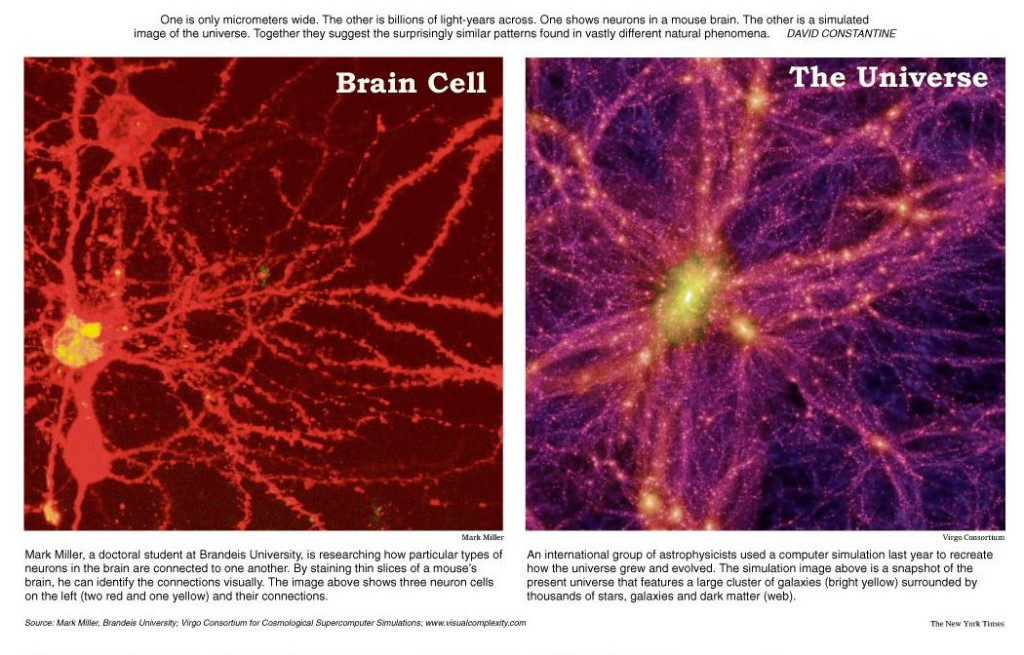 One is only micrometers wide. The other is billions of light-years across. One shows neurons in a mouse brain. The other is a simulated
image of the universe. Together they suggest the surprisingly similar patterns found in vastly different natural phenomena. DAVID CONSTANTINE
Brain Cell
The Universe
Mark Miller
Mark Miller, a doctoral student at Brandeis University, is researching how particular types of
neurons in the brain are connected to one another. By staining thin slices of a mouse's
brain, he can identify the connections visually. The image above shows three neuron cells
on the left (two red and one yellow) and their connections.
Virgo Consortium
An international group of astrophysicists used a computer simulation last year to recreate
how the universe grew and evolved. The simulation image above is a snapshot of the
present universe that features a large cluster of galaxies (bright yellow) surrounded by
thousands of stars, galaxies and dark matter (web).
Source: Mark Miller, Brandeis University; Virgo Consortium for Cosmological Supercomputer Simulations; www.visualcomplexity.com
The New York Times